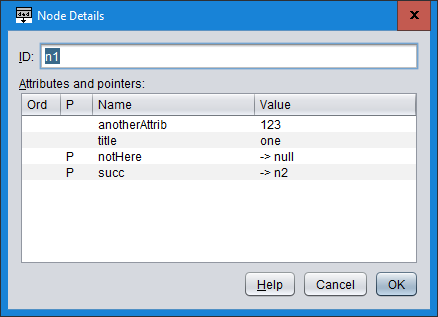 Node Details
ID: n1
Attributes and pointers:
Ord P Name Value
anotherAttrib 123
title one
P notHere -> null
P succ -> n2
Help Cancel OK